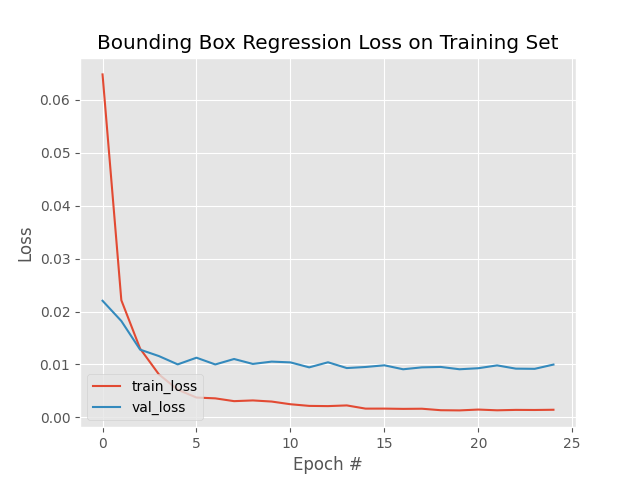 Bounding Box Regression Loss on Training Set
0.06
0.05
0.04
0.03
0.02
0.01
0.00
Loss
train_loss
val_loss
0 5 10 15 20 25
Epoch #